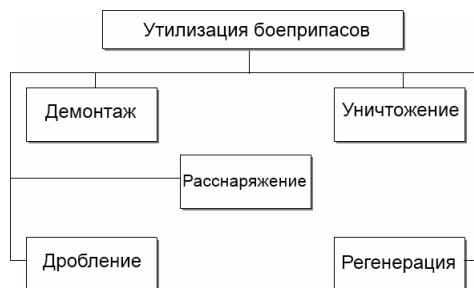 Утилизация боеприпасов
Демонтаж
Уничтожение
Расснаряжение
Дробление
Регенерация